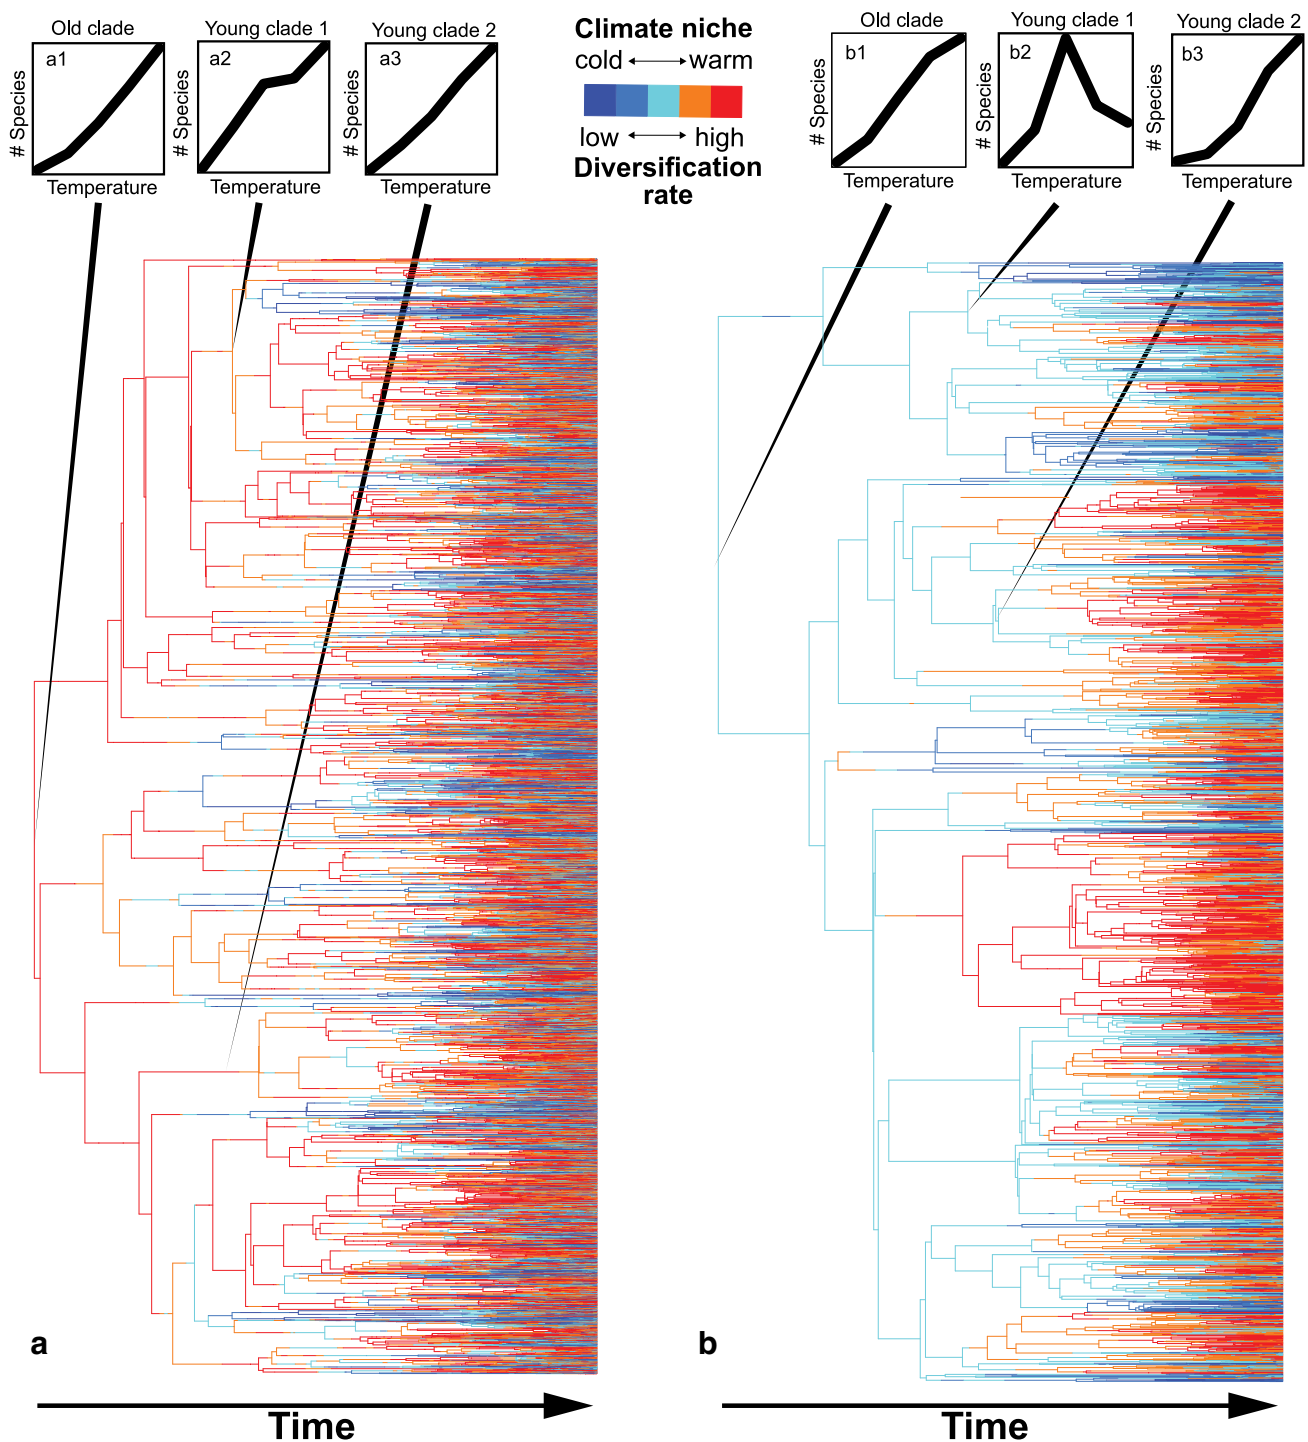 Old clade
a1
# Species
Temperature
Young clade 1
a2
# Species
Temperature
Young clade 2
a3
# Species
Temperature
Climate niche
cold warm
low high
Diversification
rate
Old clade
b1
# Species
Temperature
Young clade 1
b2
# Species
Temperature
Young clade 2
b3
# Species
Temperature
a
Time
b
Time